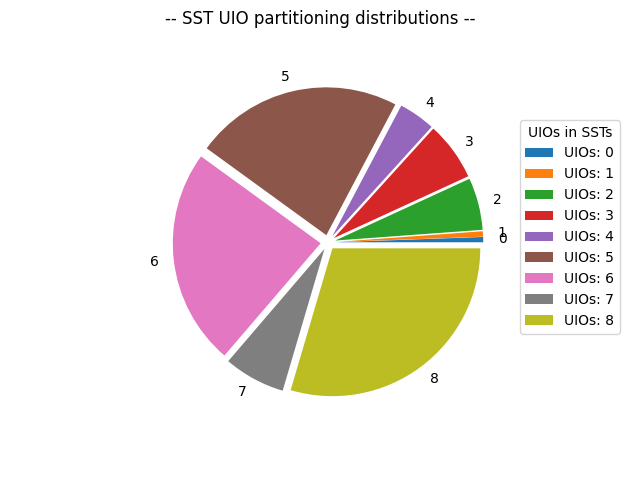 -- SST UIO partitioning distributions --
5
4
3
2
1
0
6
7
8
UIOs in SSTs
UIOs: 0
UIOs: 1
UIOs: 2
UIOs: 3
UIOs: 4
UIOs: 5
UIOs: 6
UIOs: 7
UIOs: 8